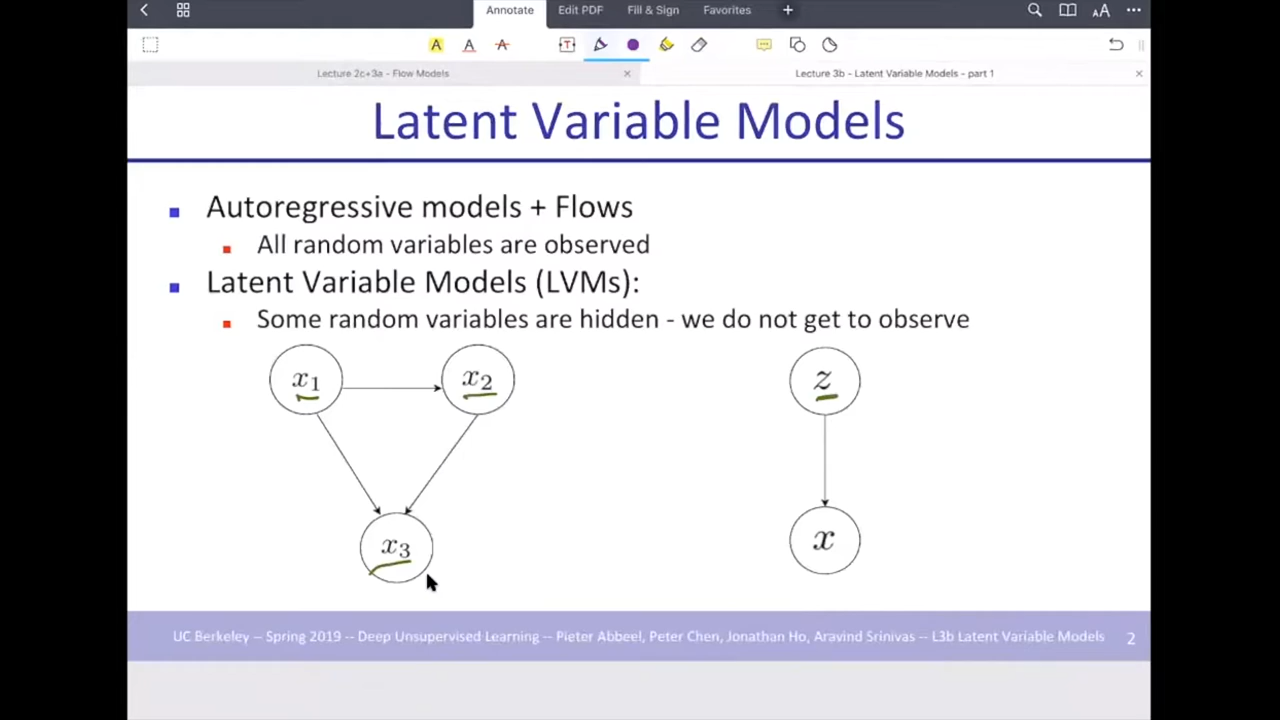 Annotate Edit PDF Fill & Sign Favorites +
A A A T
Lecture 2c+3a - Flow Models × Lecture 3b - Latent Variable Models - part 1 ×
Latent Variable Models
Autoregressive models + Flows
All random variables are observed
Latent Variable Models (LVMs):
Some random variables are hidden - we do not get to observe
x₁ x₂ z
x₃ x
UC Berkeley -- Spring 2019 -- Deep Unsupervised Learning -- Pieter Abbeel, Peter Chen, Jonathan Ho, Aravind Srinivas -- L3b Latent Variable Models 2